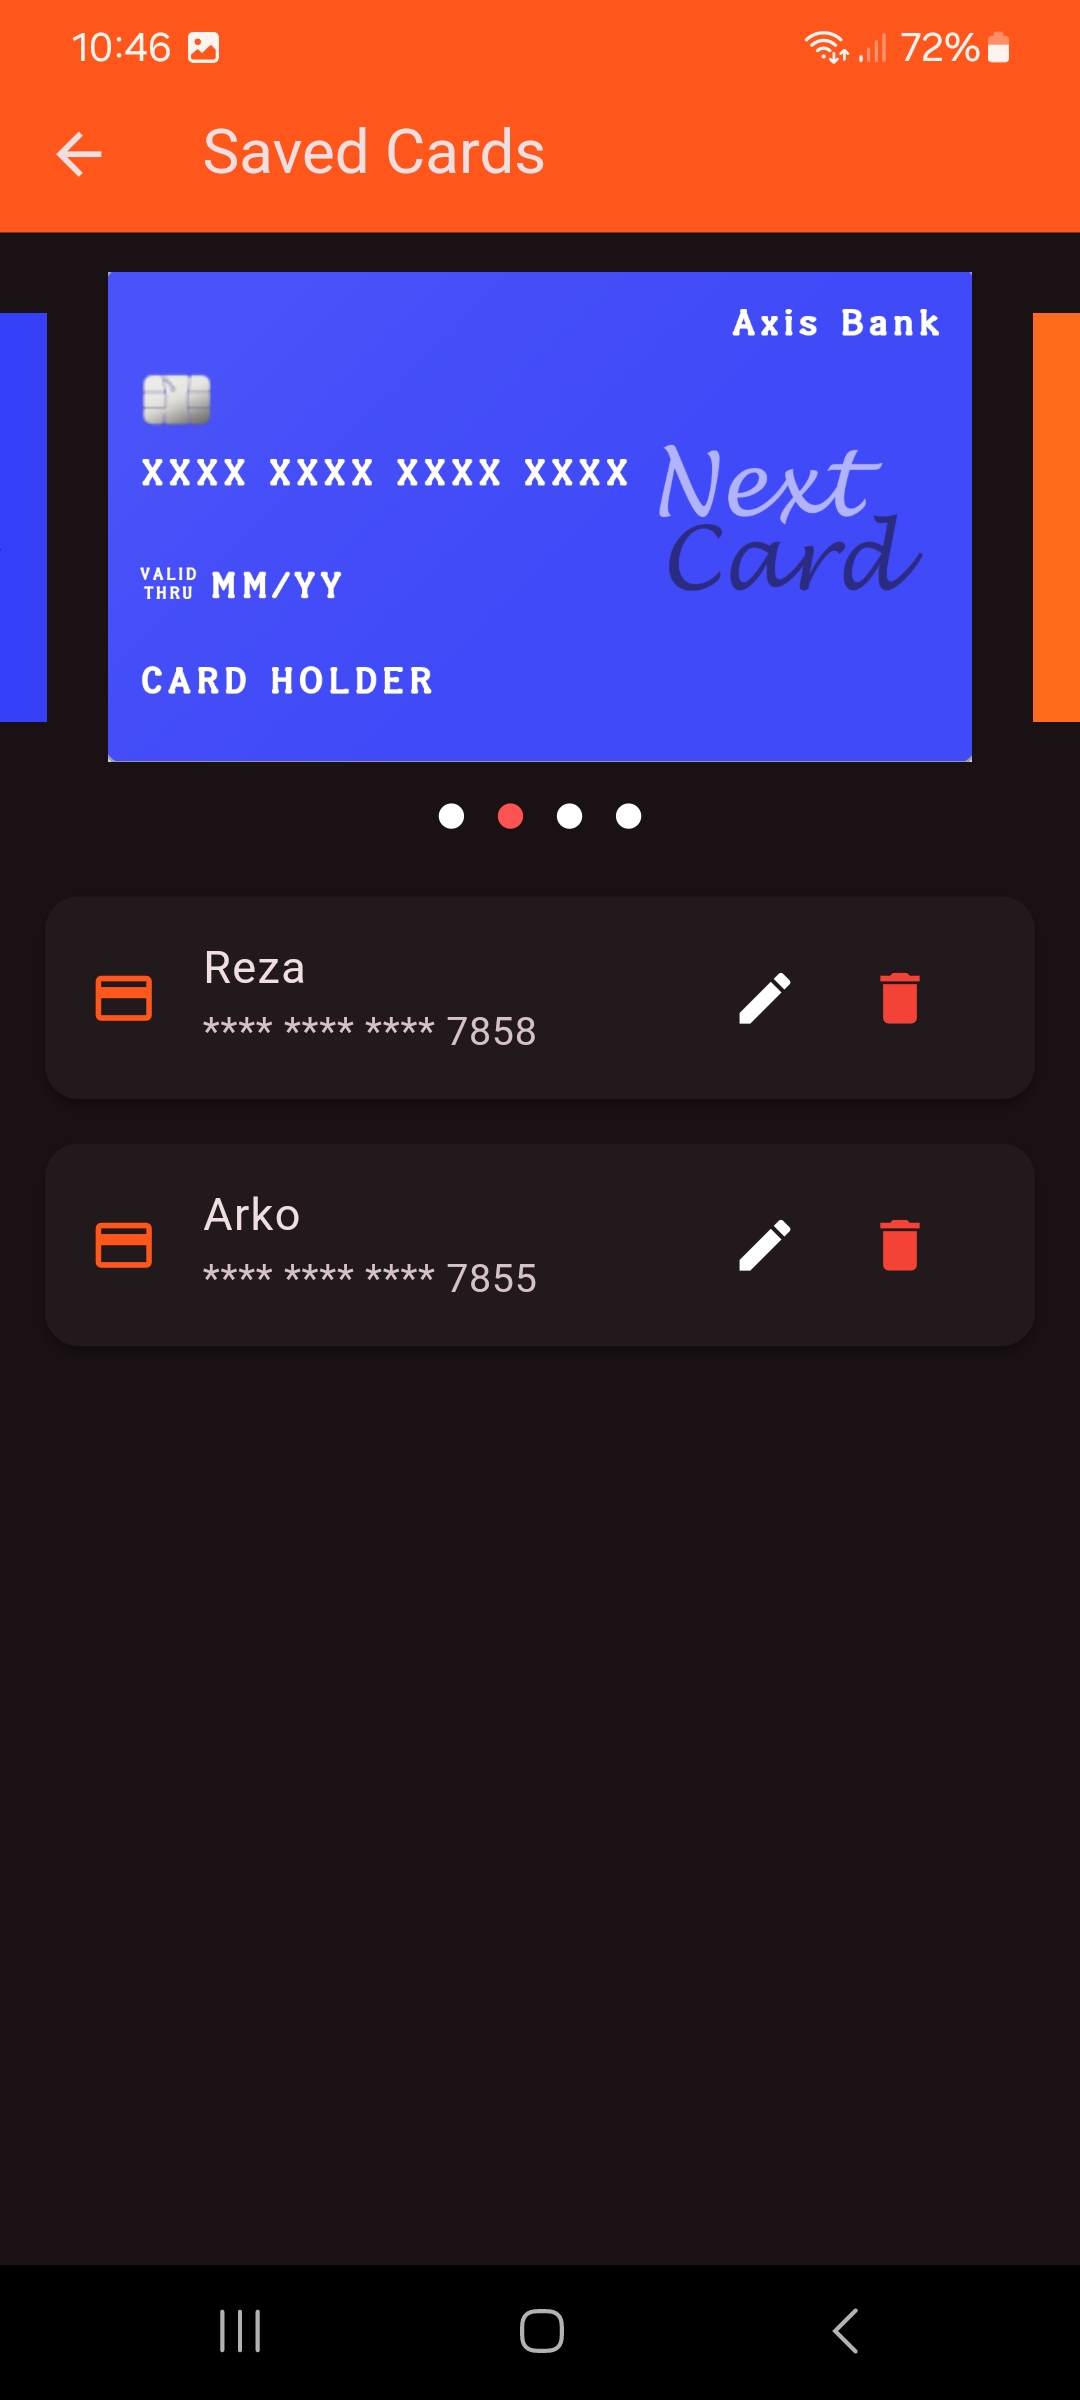 10:46 72%
Saved Cards
Axis Bank
XXXX XXXX XXXX XXXX
Next
Card
VALID
THRU MM/YY
CARD HOLDER
Reza
**** **** **** 7858
Arko
**** **** **** 7855